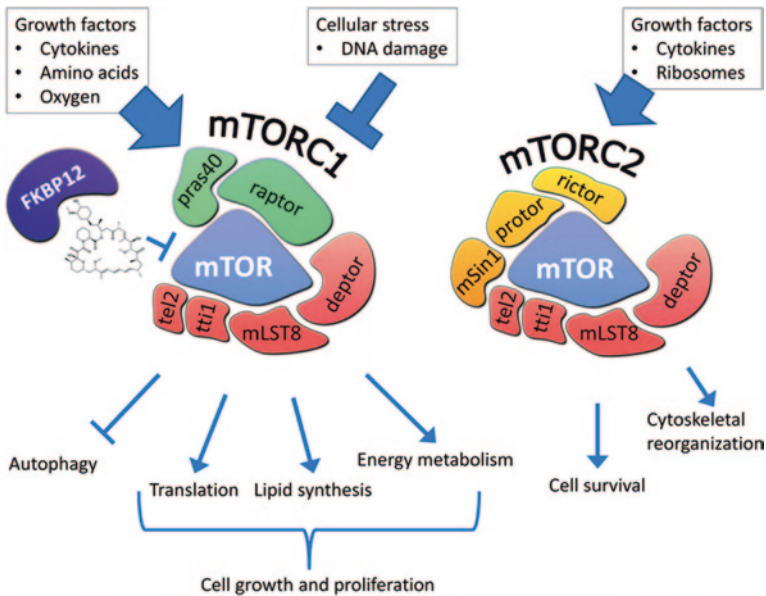 Growth factors
• Cytokines
• Amino acids
• Oxygen
Cellular stress
• DNA damage
Growth factors
• Cytokines
• Ribosomes
mTORC1
FKBP12
pras40
raptor
mTOR
deptor
tel2
tti1
mLST8
mTORC2
rictor
protor
mSin1
mTOR
deptor
tel2
tti1
mLST8
Autophagy
Translation
Lipid synthesis
Energy metabolism
Cell survival
Cytoskeletal
reorganization
Cell growth and proliferation